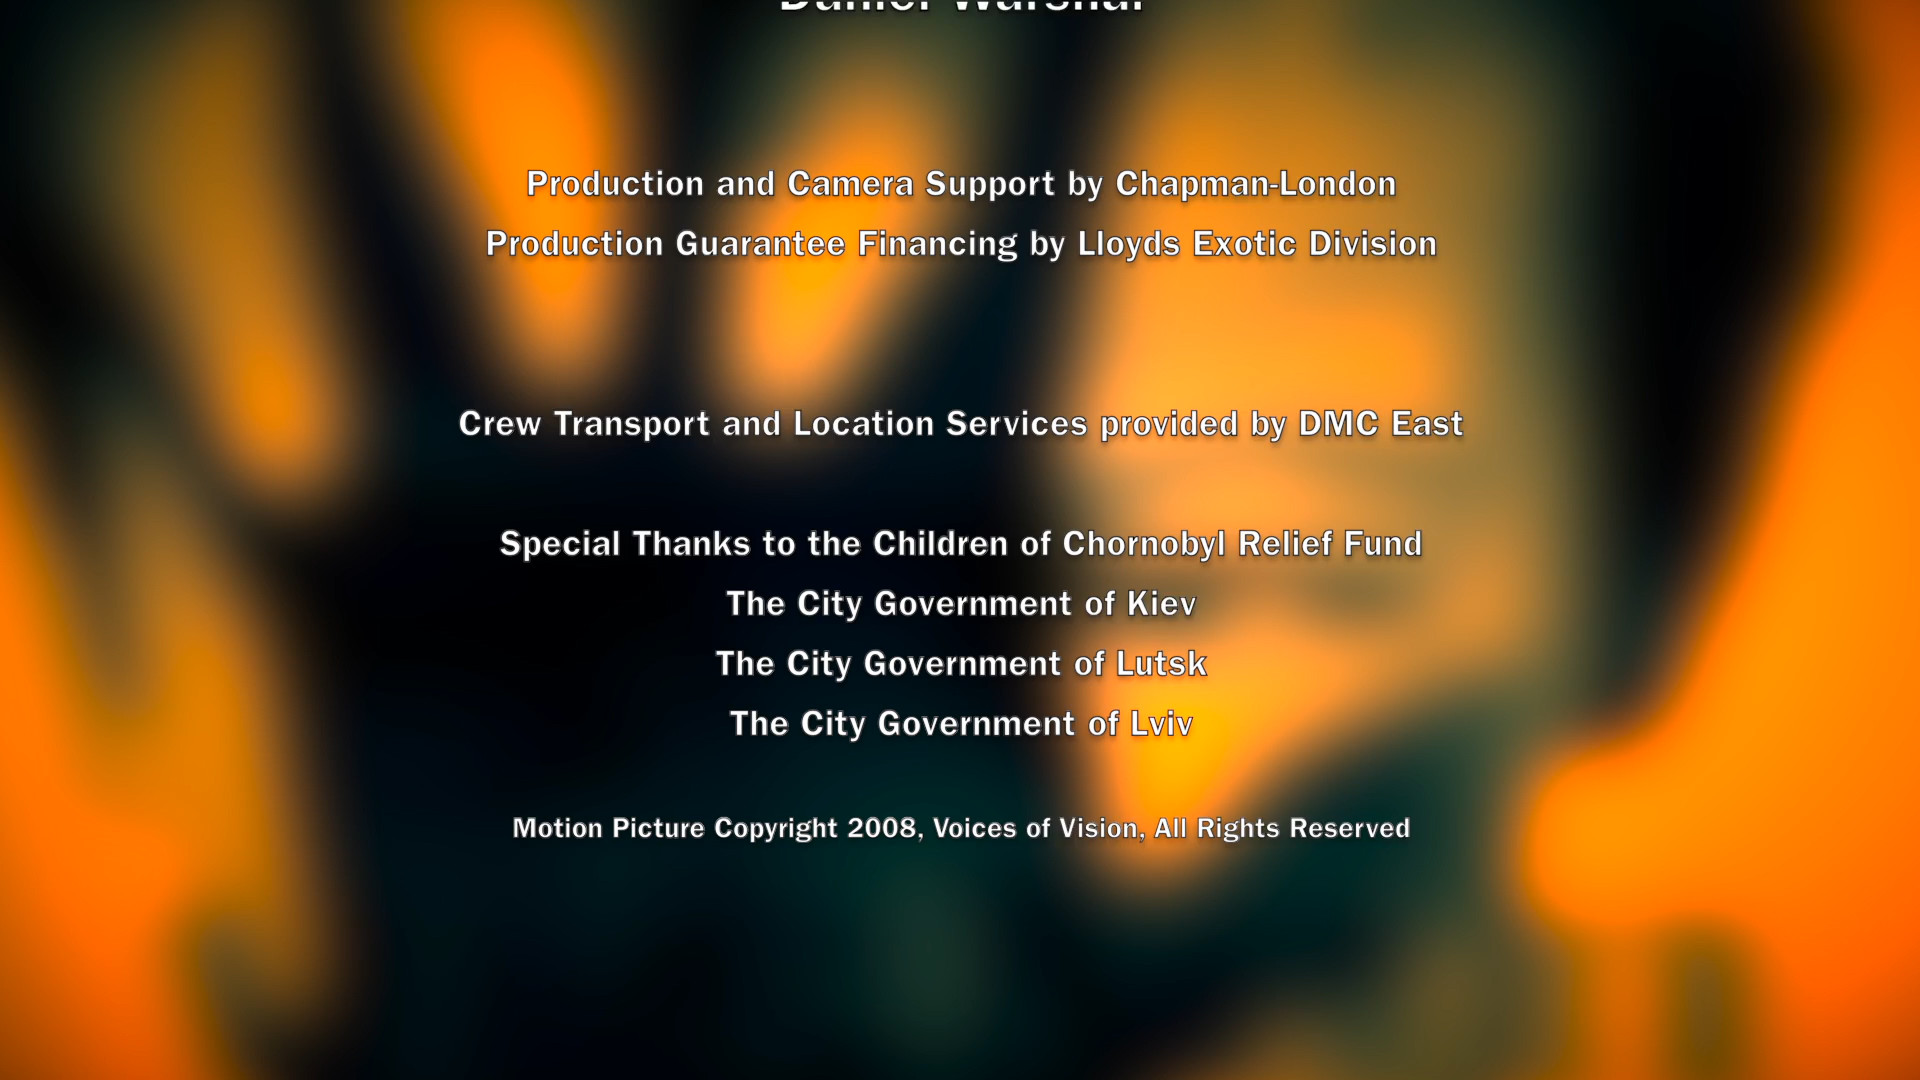 Production and Camera Support by Chapman-London
Production Guarantee Financing by Lloyds Exotic Division
Crew Transport and Location Services provided by DMC East
Special Thanks to the Children of Chornobyl Relief Fund
The City Government of Kiev
The City Government of Lutsk
The City Government of Lviv
Motion Picture Copyright 2008, Voices of Vision, All Rights Reserved